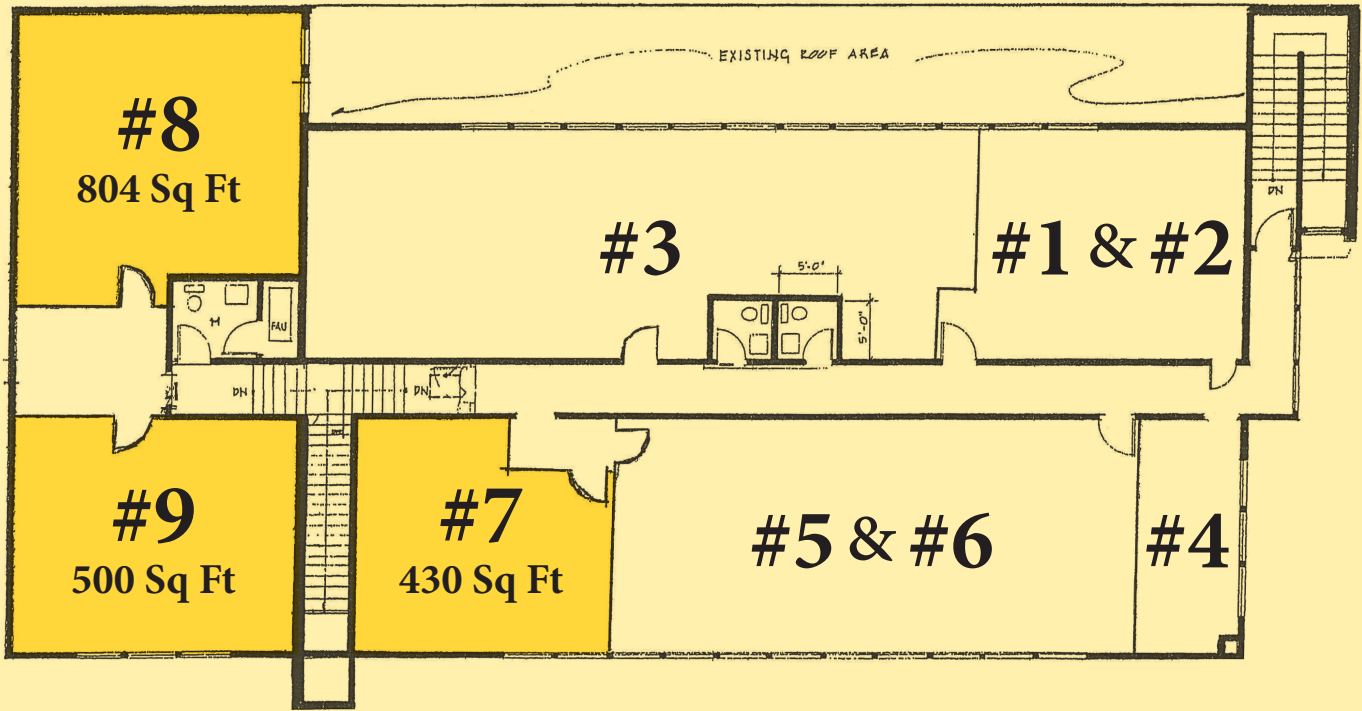 EXISTING ROOF AREA
#8
804 Sq Ft
DN
#3
#1 & #2
5'-0"
5'-0"
M
FAU
DN
DN
#9
500 Sq Ft
#7
430 Sq Ft
#5 & #6
#4